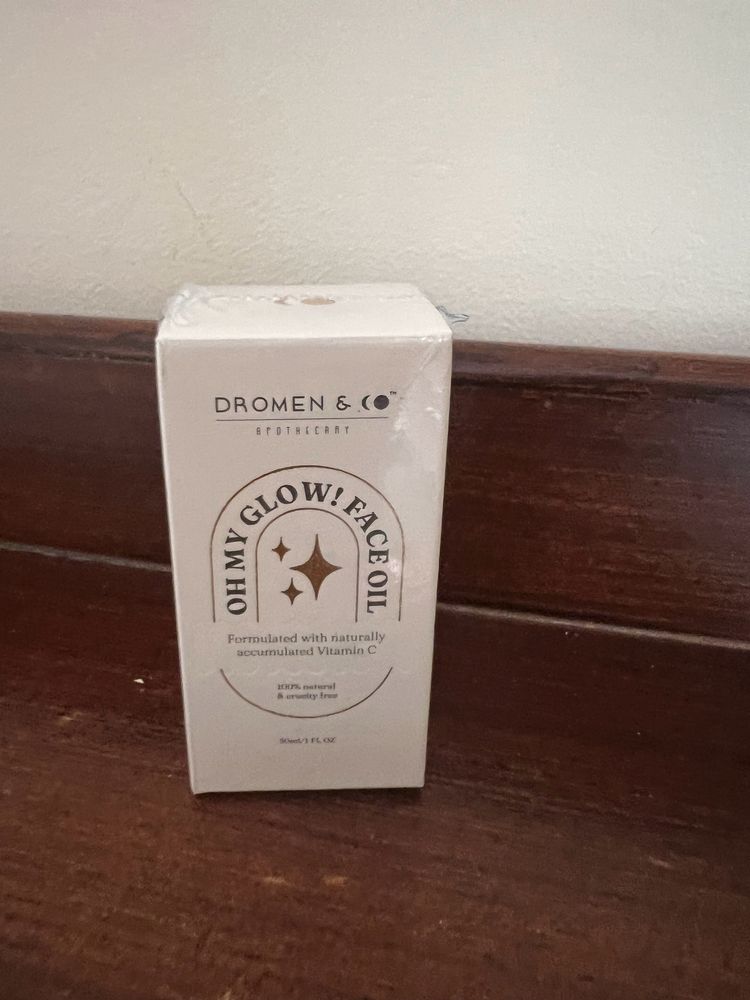 DROMEN & CO™
APOTHECARY
OH MY GLOW! FACE OIL
Formulated with naturally
accumulated Vitamin C
100% natural
& cruelty free
30ml/1 FL OZ